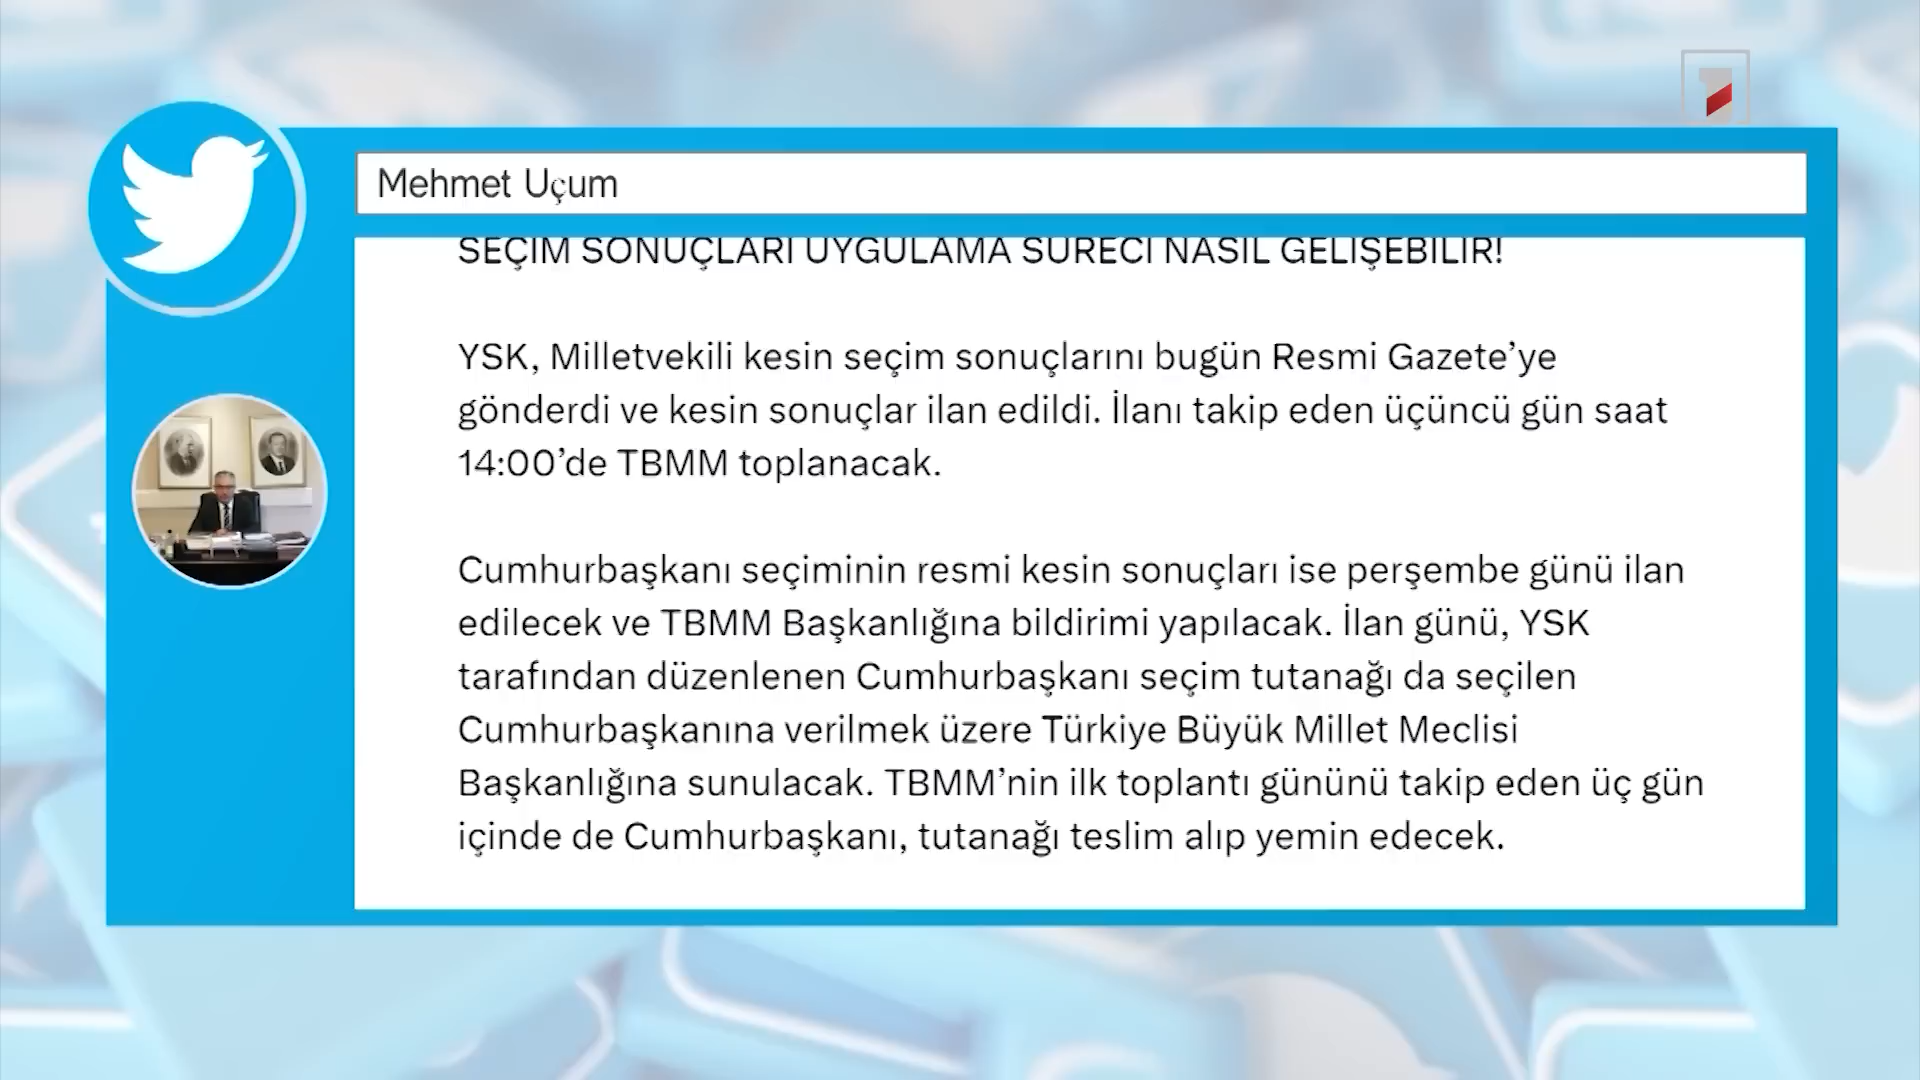 Mehmet Uçum
SEÇİM SONUÇLARI UYGULAMA SÜRECİ NASIL GELİŞEBİLİR!
YSK, Milletvekili kesin seçim sonuçlarını bugün Resmi Gazete’ye
gönderdi ve kesin sonuçlar ilan edildi. İlanı takip eden üçüncü gün saat
14:00’de TBMM toplanacak.
Cumhurbaşkanı seçiminin resmi kesin sonuçları ise perşembe günü ilan
edilecek ve TBMM Başkanlığına bildirimi yapılacak. İlan günü, YSK
tarafından düzenlenen Cumhurbaşkanı seçim tutanağı da seçilen
Cumhurbaşkanına verilmek üzere Türkiye Büyük Millet Meclisi
Başkanlığına sunulacak. TBMM’nin ilk toplantı gününü takip eden üç gün
içinde de Cumhurbaşkanı, tutanağı teslim alıp yemin edecek.